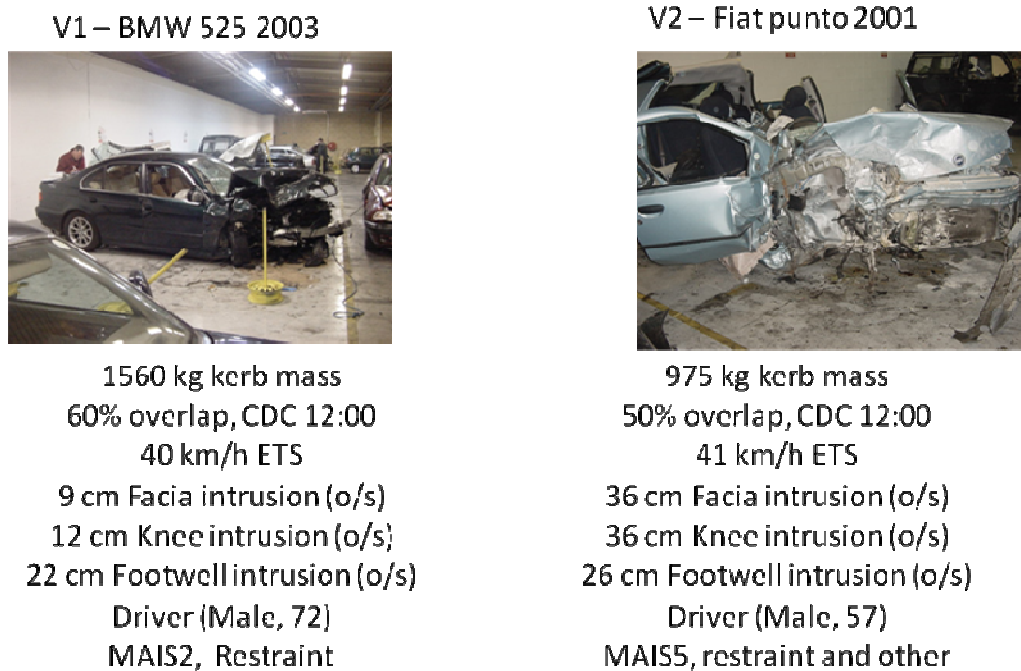 V1 – BMW 525 2003
1560 kg kerb mass
60% overlap, CDC 12:00
40 km/h ETS
9 cm Facia intrusion (o/s)
12 cm Knee intrusion (o/s)
22 cm Footwell intrusion (o/s)
Driver (Male, 72)
MAIS2, Restraint
V2 – Fiat punto 2001
975 kg kerb mass
50% overlap, CDC 12:00
41 km/h ETS
36 cm Facia intrusion (o/s)
36 cm Knee intrusion (o/s)
26 cm Footwell intrusion (o/s)
Driver (Male, 57)
MAIS5, restraint and other